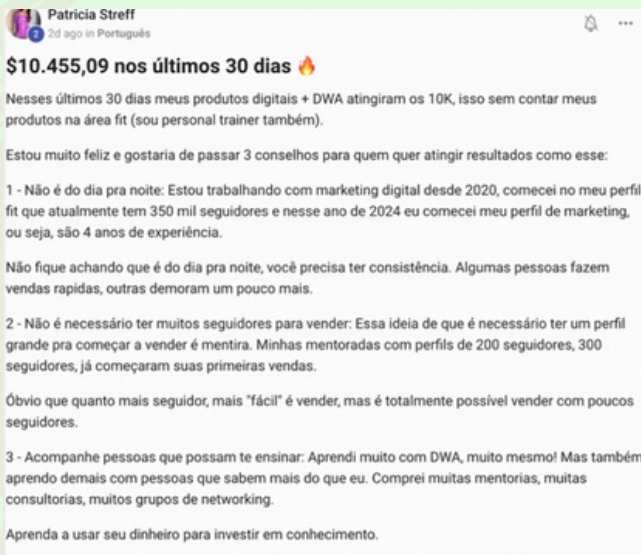 Patricia Streff
2
2d ago in Português
$10.455,09 nos últimos 30 dias 🔥
Nesses últimos 30 dias meus produtos digitais + DWA atingiram os 10K, isso sem contar meus
produtos na área fit (sou personal trainer também).
Estou muito feliz e gostaria de passar 3 conselhos para quem quer atingir resultados como esse:
1 - Não é do dia pra noite: Estou trabalhando com marketing digital desde 2020, comecei no meu perfil
fit que atualmente tem 350 mil seguidores e nesse ano de 2024 eu comecei meu perfil de marketing,
ou seja, são 4 anos de experiência.
Não fique achando que é do dia pra noite, você precisa ter consistência. Algumas pessoas fazem
vendas rapidas, outras demoram um pouco mais.
2 - Não é necessário ter muitos seguidores para vender: Essa ideia de que é necessário ter um perfil
grande pra começar a vender é mentira. Minhas mentoradas com perfils de 200 seguidores, 300
seguidores, já começaram suas primeiras vendas.
Óbvio que quanto mais seguidor, mais "fácil" é vender, mas é totalmente possível vender com poucos
seguidores.
3 - Acompanhe pessoas que possam te ensinar: Aprendi muito com DWA, muito mesmo! Mas também
aprendo demais com pessoas que sabem mais do que eu. Comprei muitas mentorias, muitas
consultorias, muitos grupos de networking.
Aprenda a usar seu dinheiro para investir em conhecimento.